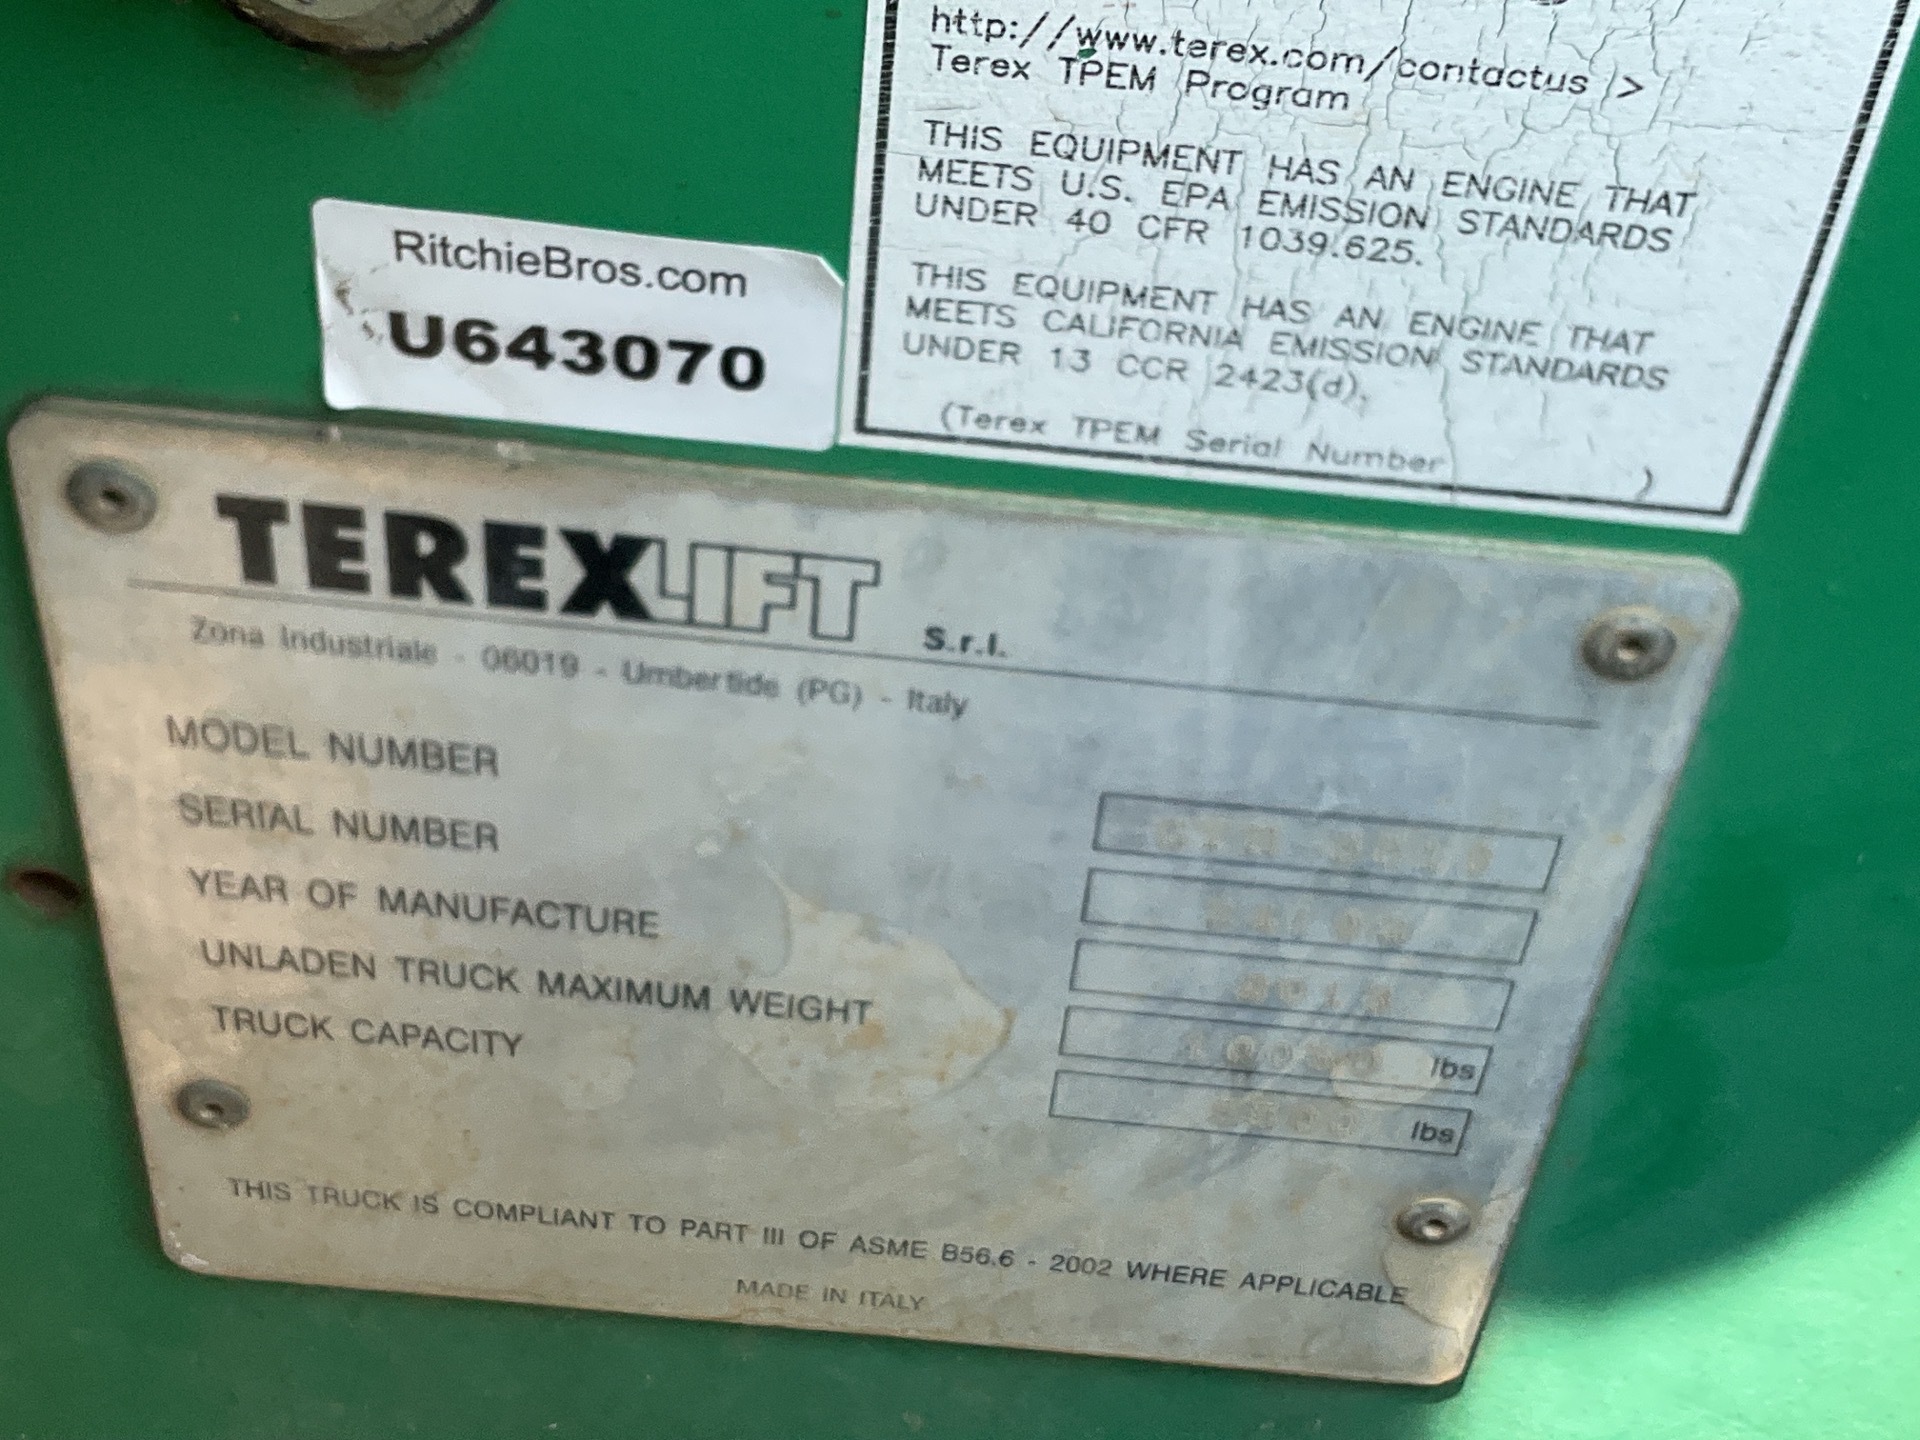 http://www.terex.com/contactus >
Terex TPEM Program
THIS EQUIPMENT HAS AN ENGINE THAT
MEETS U.S. EPA EMISSION STANDARDS
UNDER 40 CFR 1039.625.
THIS EQUIPMENT HAS AN ENGINE THAT
MEETS CALIFORNIA EMISSION STANDARDS
UNDER 13 CCR 2423(d).
(Terex TPEM Serial Number )
RitchieBros.com
U643070
TEREXLIFT S.r.l.
Zona Industriale - 06019 - Umbertide (PG) - Italy
MODEL NUMBER
SERIAL NUMBER
YEAR OF MANUFACTURE
UNLADEN TRUCK MAXIMUM WEIGHT
lbs
TRUCK CAPACITY
lbs
THIS TRUCK IS COMPLIANT TO PART III OF ASME B56.6 - 2002 WHERE APPLICABLE
MADE IN ITALY